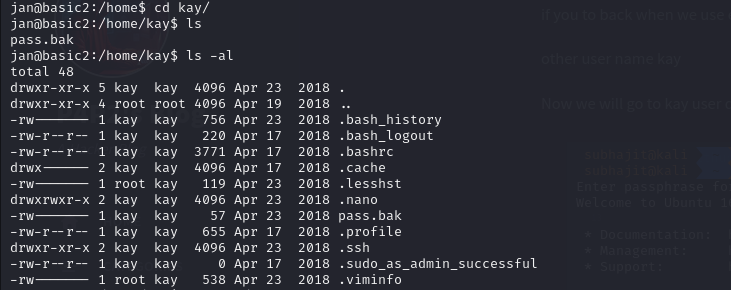 jan@basic2:/home$ cd kay/
jan@basic2:/home/kay$ ls
pass.bak
jan@basic2:/home/kay$ ls -al
total 48
drwxr-xr-x 5 kay  kay  4096 Apr 23  2018 .
drwxr-xr-x 4 root root 4096 Apr 19  2018 ..
-rw------- 1 kay  kay   756 Apr 23  2018 .bash_history
-rw-r--r-- 1 kay  kay   220 Apr 17  2018 .bash_logout
-rw-r--r-- 1 kay  kay  3771 Apr 17  2018 .bashrc
drwx------ 2 kay  kay  4096 Apr 17  2018 .cache
-rw------- 1 root kay   119 Apr 23  2018 .lesshst
drwxrwxr-x 2 kay  kay  4096 Apr 23  2018 .nano
-rw------- 1 kay  kay    57 Apr 23  2018 pass.bak
-rw-r--r-- 1 kay  kay   655 Apr 17  2018 .profile
drwxr-xr-x 2 kay  kay  4096 Apr 23  2018 .ssh
-rw-r--r-- 1 kay  kay     0 Apr 17  2018 .sudo_as_admin_successful
-rw------- 1 root kay   538 Apr 23  2018 .viminfo
if you fo back when we use
other user name kay
Now we will go to kay user
Enter passphrase fo
Welcome to Ubuntu
* Documentation:
* Management:
* Support: